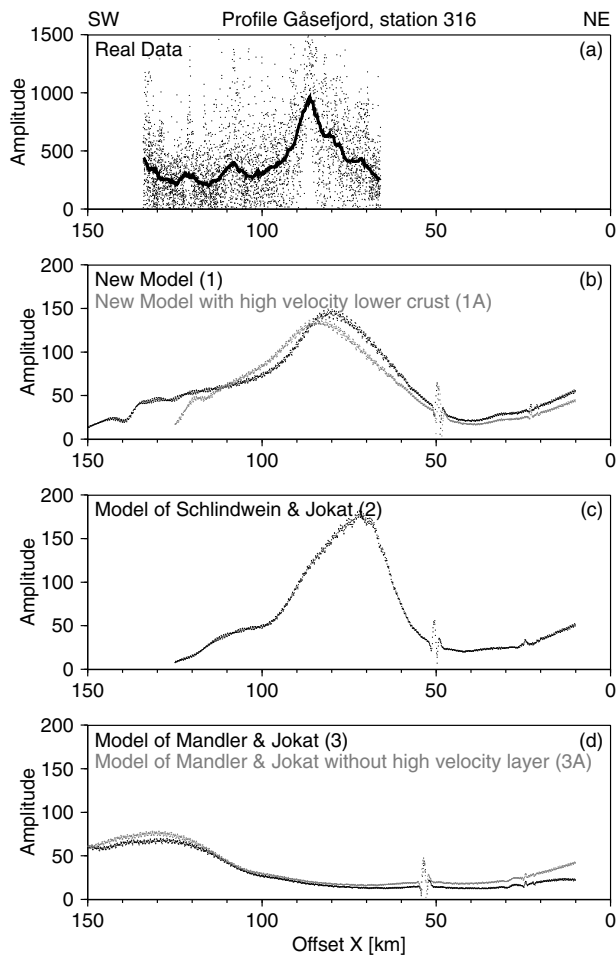 SW Profile Gåsefjord, station 316 NE
Real Data (a)
1500
1000
500
0
Amplitude
150 100 50 0
New Model (1) (b)
New Model with high velocity lower crust (1A)
200
150
100
50
0
Amplitude
150 100 50 0
Model of Schlindwein & Jokat (2) (c)
200
150
100
50
0
Amplitude
150 100 50 0
Model of Mandler & Jokat (3) (d)
Model of Mandler & Jokat without high velocity layer (3A)
200
150
100
50
0
Amplitude
150 100 50 0
Offset X [km]